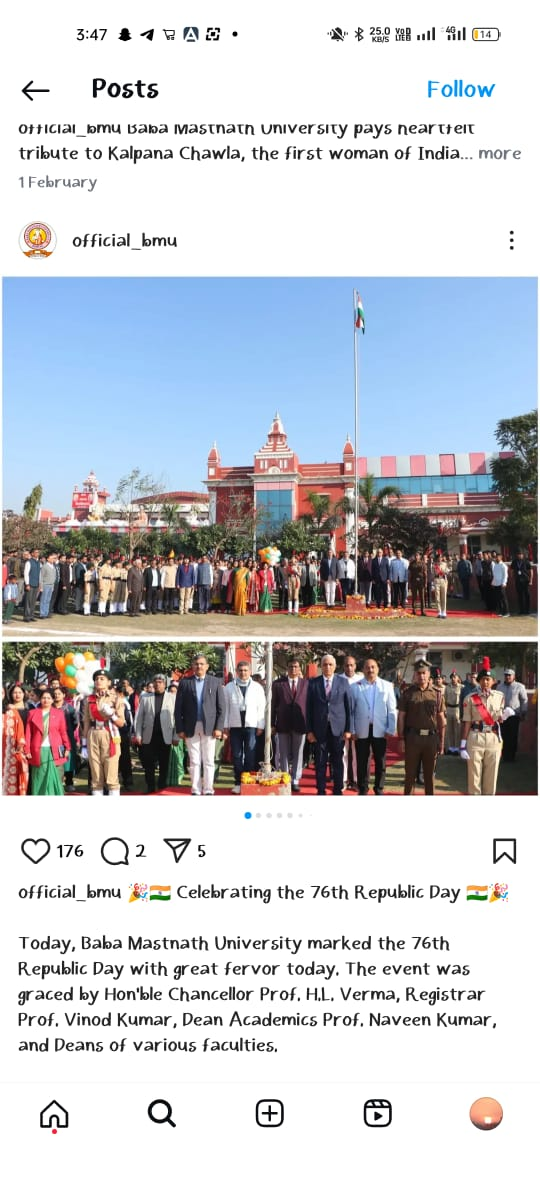 3:47
25.0 KB/S
4G
14
Posts
Follow
official_bmu Baba Mastnath University pays heartfelt
tribute to Kalpana Chawla, the first woman of India... more
1 February
official_bmu
176
2
5
official_bmu 🎉🇮🇳 Celebrating the 76th Republic Day 🇮🇳🎉
Today, Baba Mastnath University marked the 76th
Republic Day with great fervor today. The event was
graced by Hon'ble Chancellor Prof. H.L. Verma, Registrar
Prof. Vinod Kumar, Dean Academics Prof. Naveen Kumar,
and Deans of various faculties.